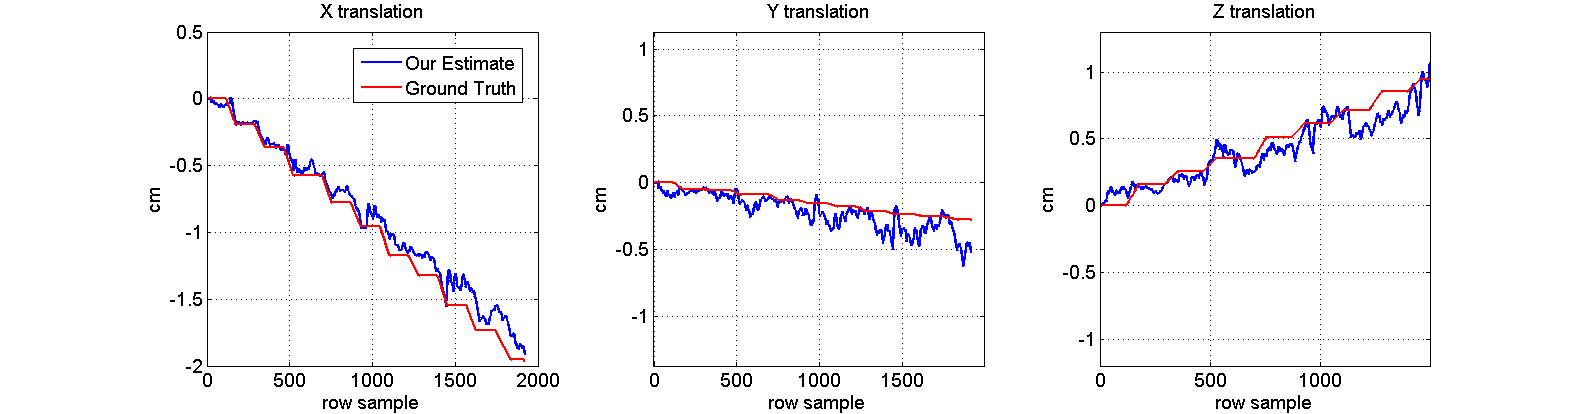 X translation
0.5
0
-0.5
-1
-1.5
-2
cm
0
500
1000
1500
2000
row sample
Our Estimate
Ground Truth
Y translation
1
0.5
0
-0.5
-1
cm
0
500
1000
1500
row sample
Z translation
1
0.5
0
-0.5
-1
cm
0
500
1000
row sample